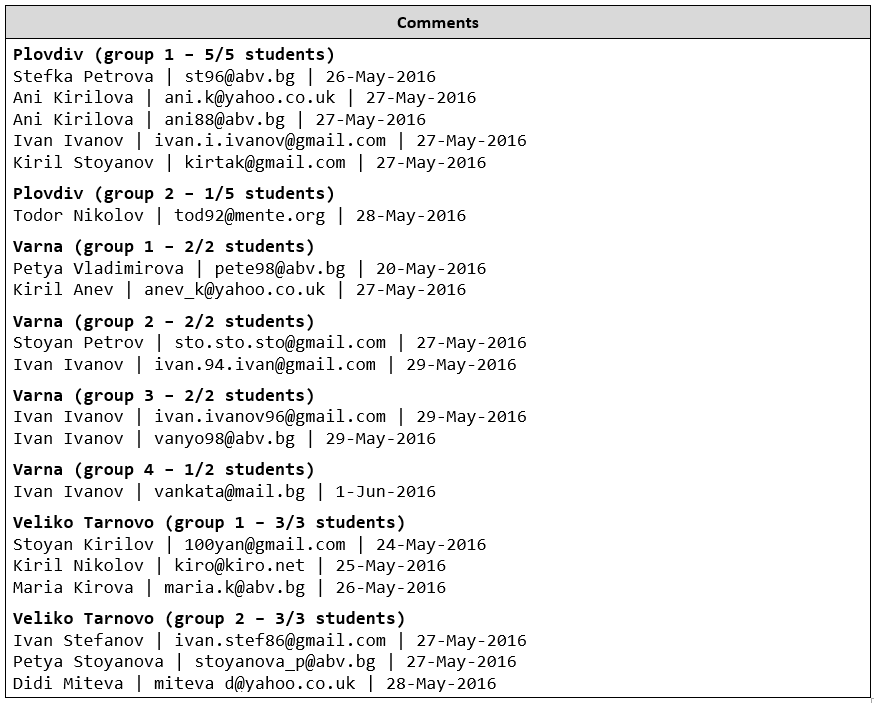 Comments
Plovdiv (group 1 – 5/5 students)
Stefka Petrova | st96@abv.bg | 26-May-2016
Ani Kirilova | ani.k@yahoo.co.uk | 27-May-2016
Ani Kirilova | ani88@abv.bg | 27-May-2016
Ivan Ivanov | ivan.i.ivanov@gmail.com | 27-May-2016
Kiril Stoyanov | kirtak@gmail.com | 27-May-2016
Plovdiv (group 2 – 1/5 students)
Todor Nikolov | tod92@mente.org | 28-May-2016
Varna (group 1 – 2/2 students)
Petya Vladimirova | pete98@abv.bg | 20-May-2016
Kiril Anev | anev_k@yahoo.co.uk | 27-May-2016
Varna (group 2 – 2/2 students)
Stoyan Petrov | sto.sto.sto@gmail.com | 27-May-2016
Ivan Ivanov | ivan.94.ivan@gmail.com | 29-May-2016
Varna (group 3 – 2/2 students)
Ivan Ivanov | ivan.ivanov96@gmail.com | 29-May-2016
Ivan Ivanov | vanyo98@abv.bg | 29-May-2016
Varna (group 4 – 1/2 students)
Ivan Ivanov | vankata@mail.bg | 1-Jun-2016
Veliko Tarnovo (group 1 – 3/3 students)
Stoyan Kirilov | 100yan@gmail.com | 24-May-2016
Kiril Nikolov | kiro@kiro.net | 25-May-2016
Maria Kirova | maria.k@abv.bg | 26-May-2016
Veliko Tarnovo (group 2 – 3/3 students)
Ivan Stefanov | ivan.stef86@gmail.com | 27-May-2016
Petya Stoyanova | stoyanova_p@abv.bg | 27-May-2016
Didi Miteva | miteva d@yahoo.co.uk | 28-May-2016